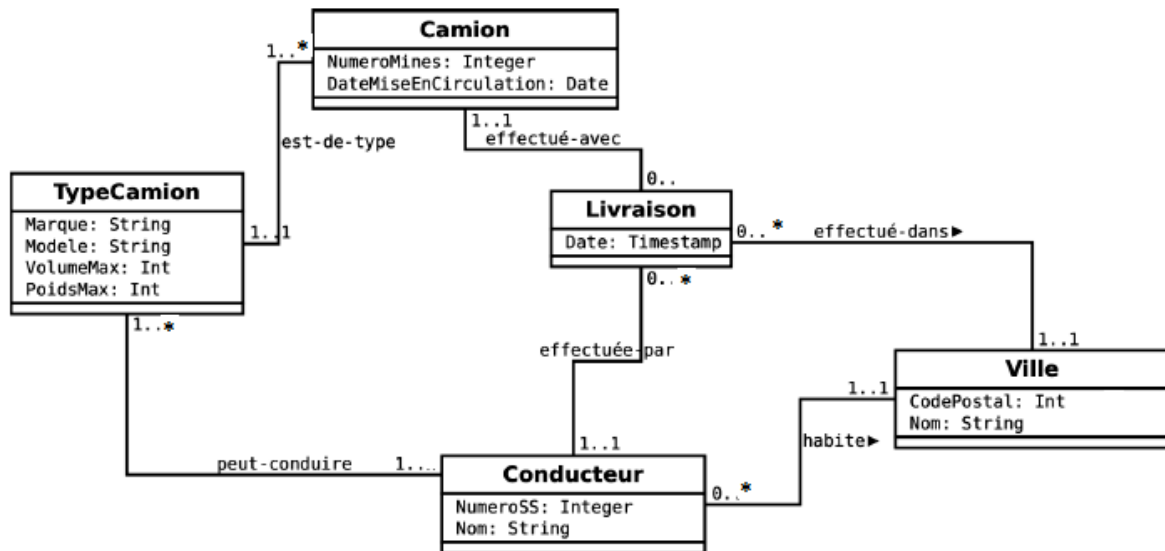 Camion
NumeroMines: Integer
DateMiseEnCirculation: Date
1..*
1..1
est-de-type
effectué-avec
0..
TypeCamion
Marque: String
Modele: String
VolumeMax: Int
PoidsMax: Int
1..1
Livraison
Date: Timestamp
0..*
effectué-dans►
0..*
1..*
effectuée-par
1..1
Ville
CodePostal: Int
Nom: String
1..1
habite►
1..1
peut-conduire
1...
Conducteur
NumeroSS: Integer
Nom: String
0..*